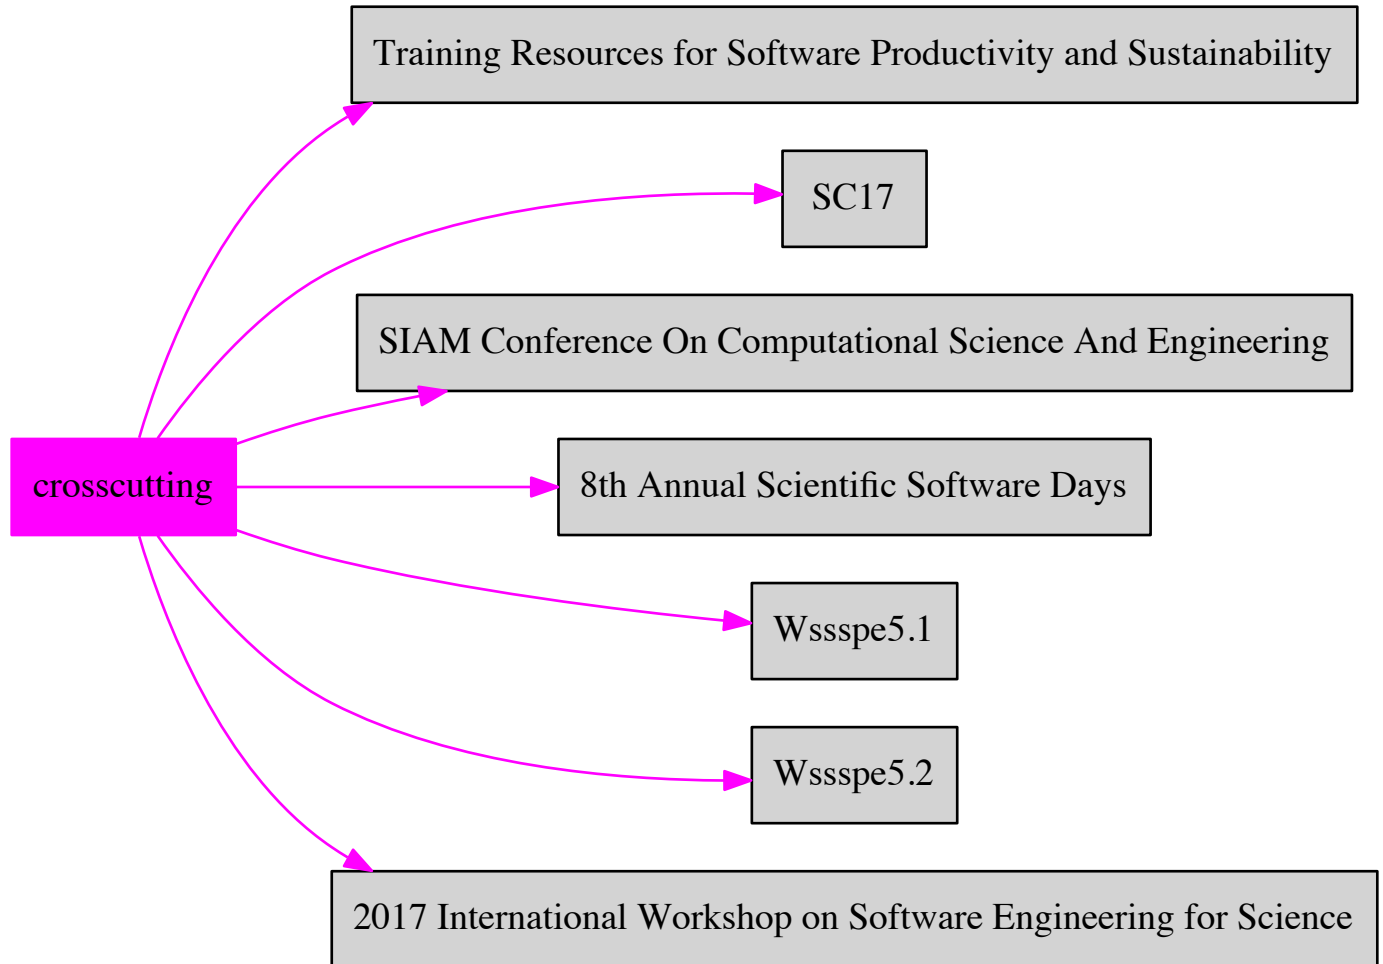 Training Resources for Software Productivity and Sustainability
SC17
SIAM Conference On Computational Science And Engineering
crosscutting
8th Annual Scientific Software Days
Wssspe5.1
Wssspe5.2
2017 International Workshop on Software Engineering for Science